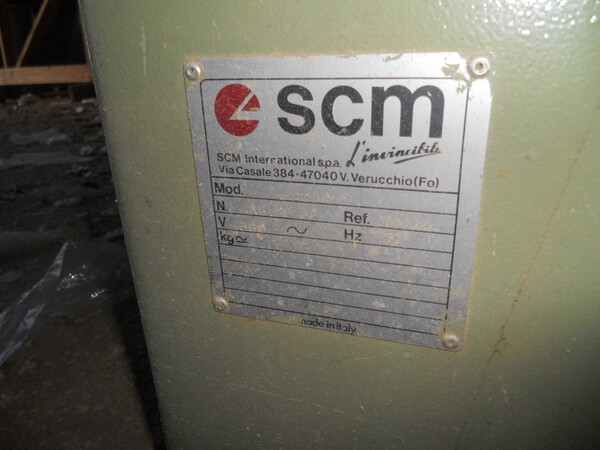 scm
L'invincibile
SCM International s.p.a.
Via Casale 384-47040 V. Verucchio (Fo)
Mod.
N. Ref.
V ~ Hz
kg≃
made in Italy